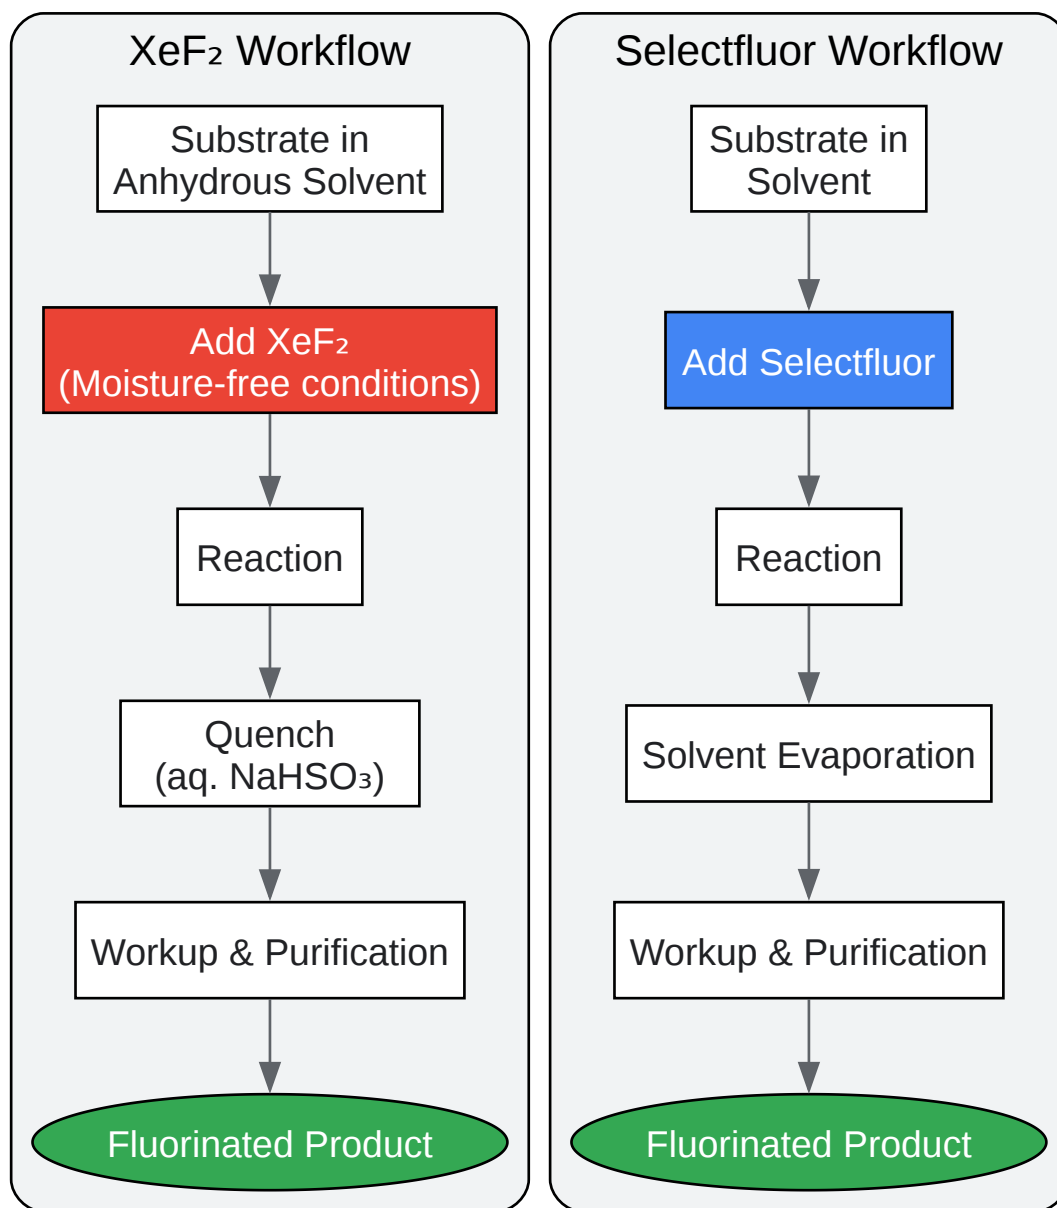 XeF₂ Workflow
Substrate in
Anhydrous Solvent
Add XeF₂
(Moisture-free conditions)
Reaction
Quench
(aq. NaHSO₃)
Workup & Purification
Fluorinated Product
Selectfluor Workflow
Substrate in
Solvent
Add Selectfluor
Reaction
Solvent Evaporation
Workup & Purification
Fluorinated Product